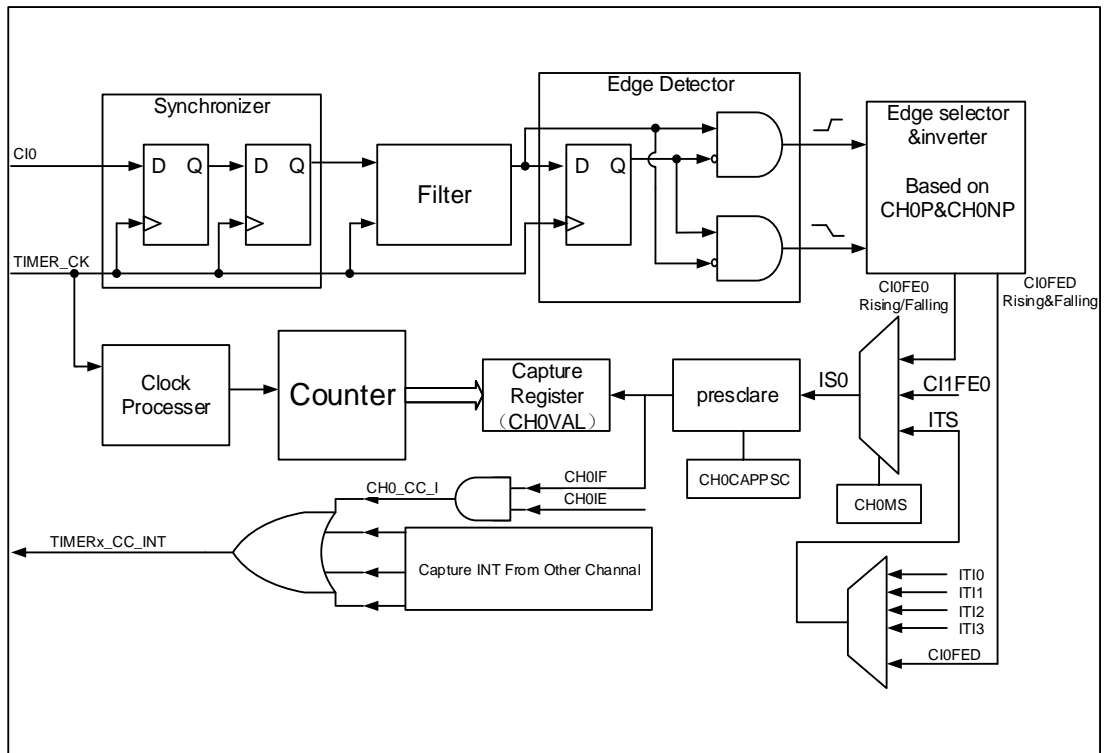 Edge Detector
Synchronizer
Edge selector
&inverter
Based on
CH0P&CH0NP
CI0
D Q
D Q
Filter
D Q
TIMER_CK
CI0FE0
Rising/Falling
CI0FED
Rising&Falling
Clock
Processer
Counter
Capture
Register
（CH0VAL）
presclare
IS0
CI1FE0
ITS
CH0CAPPSC
CH0MS
CH0_CC_I
CH0IF
CH0IE
TIMERx_CC_INT
Capture INT From Other Channel
ITI0
ITI1
ITI2
ITI3
CI0FED